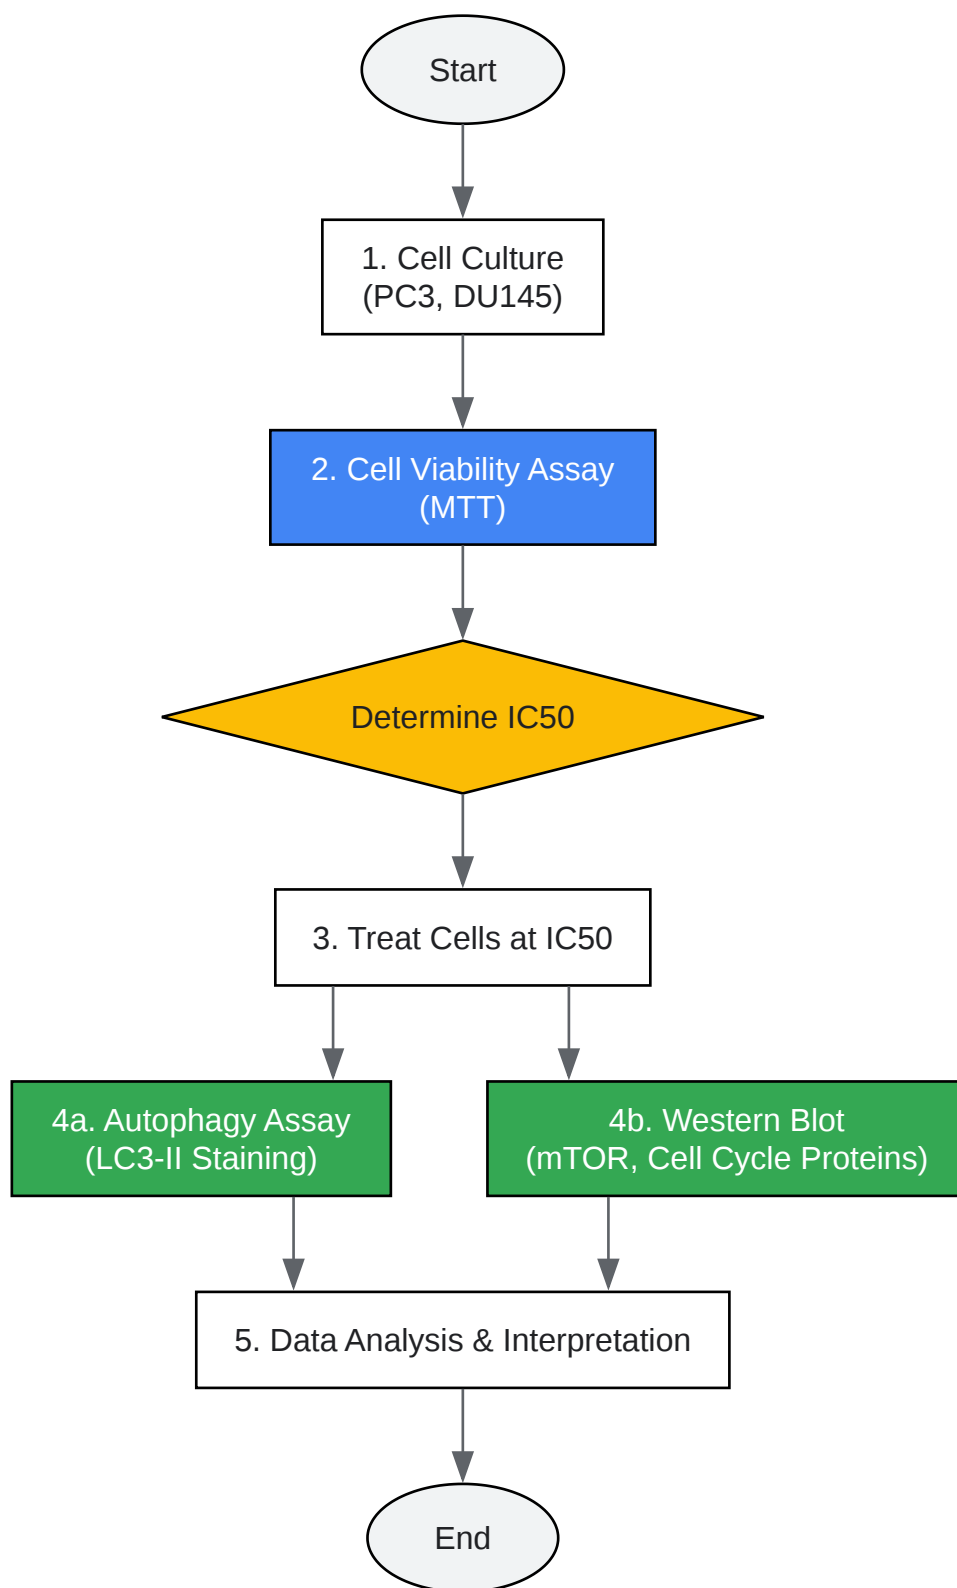 Start
1. Cell Culture
(PC3, DU145)
2. Cell Viability Assay
(MTT)
Determine IC50
3. Treat Cells at IC50
4a. Autophagy Assay
(LC3-II Staining)
4b. Western Blot
(mTOR, Cell Cycle Proteins)
5. Data Analysis & Interpretation
End